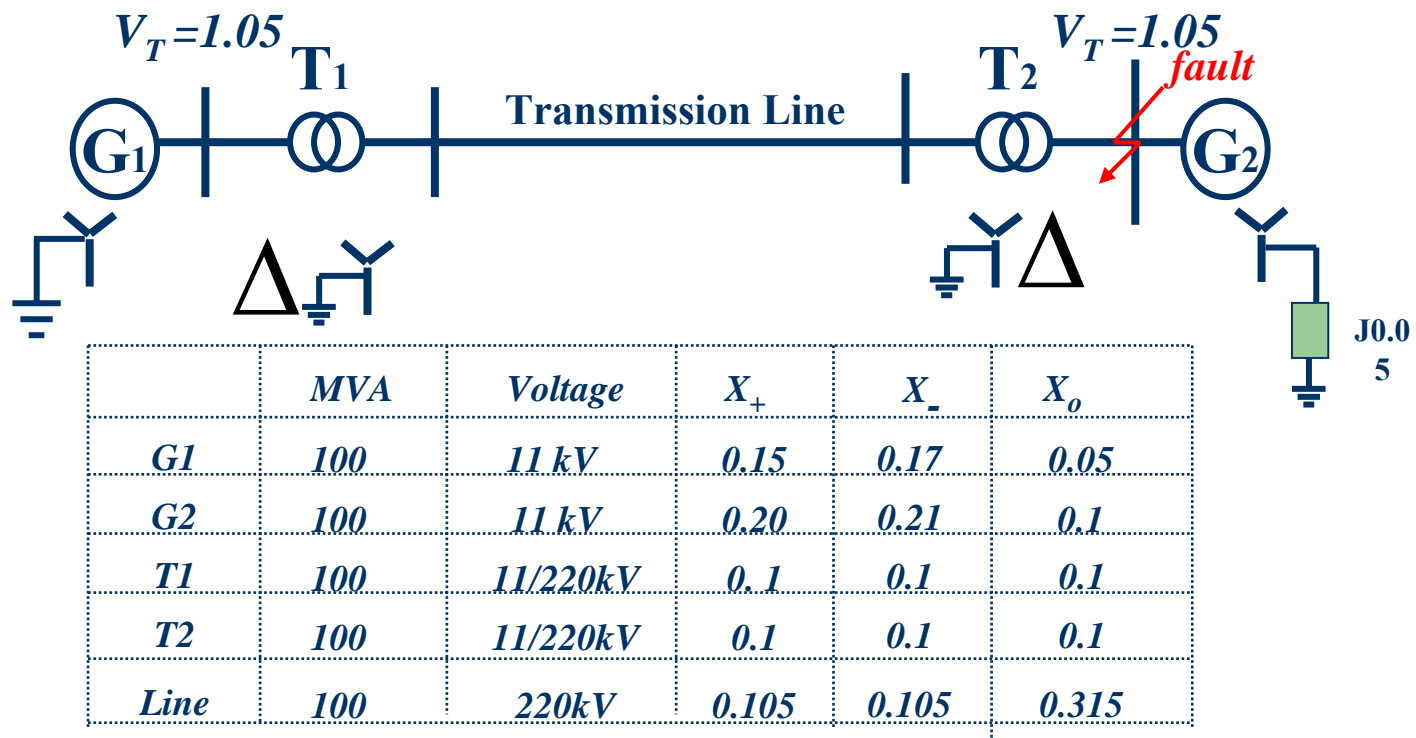 V_T =1.05
V_T =1.05
T1
T2
fault
Transmission Line
G1
G2
Δ
Δ
J0.0
5
MVA Voltage X+ X- Xo
G1 100 11 kV 0.15 0.17 0.05
G2 100 11 kV 0.20 0.21 0.1
T1 100 11/220kV 0. 1 0.1 0.1
T2 100 11/220kV 0.1 0.1 0.1
Line 100 220kV 0.105 0.105 0.315